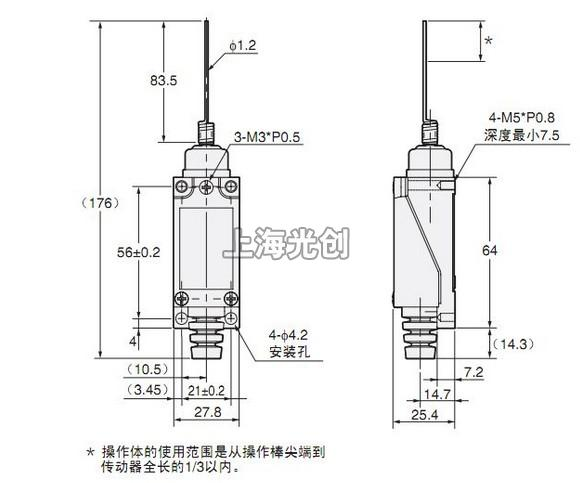 *
φ1.2
83.5
4-M5*P0.8
深度最小7.5
3-M3*P0.5
(176)
56±0.2
上海光创
64
4
4-φ4.2
安装孔
(14.3)
(10.5)
7.2
(3.45)
21±0.2
14.7
27.8
25.4
* 操作体的使用范围是从操作棒尖端到
传动器全长的1/3以内。